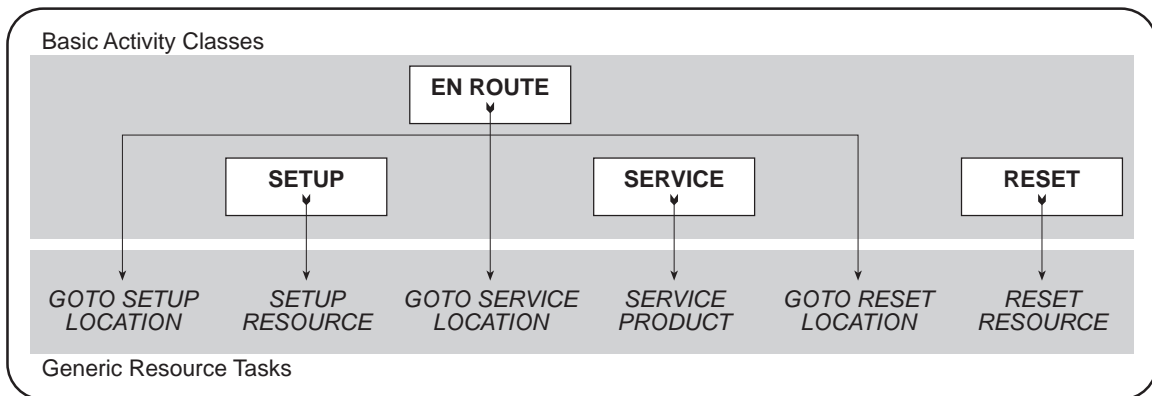 Basic Activity Classes
EN ROUTE
SETUP
SERVICE
RESET
GOTO SETUP
LOCATION
SETUP
RESOURCE
GOTO SERVICE
LOCATION
SERVICE
PRODUCT
GOTO RESET
LOCATION
RESET
RESOURCE
Generic Resource Tasks